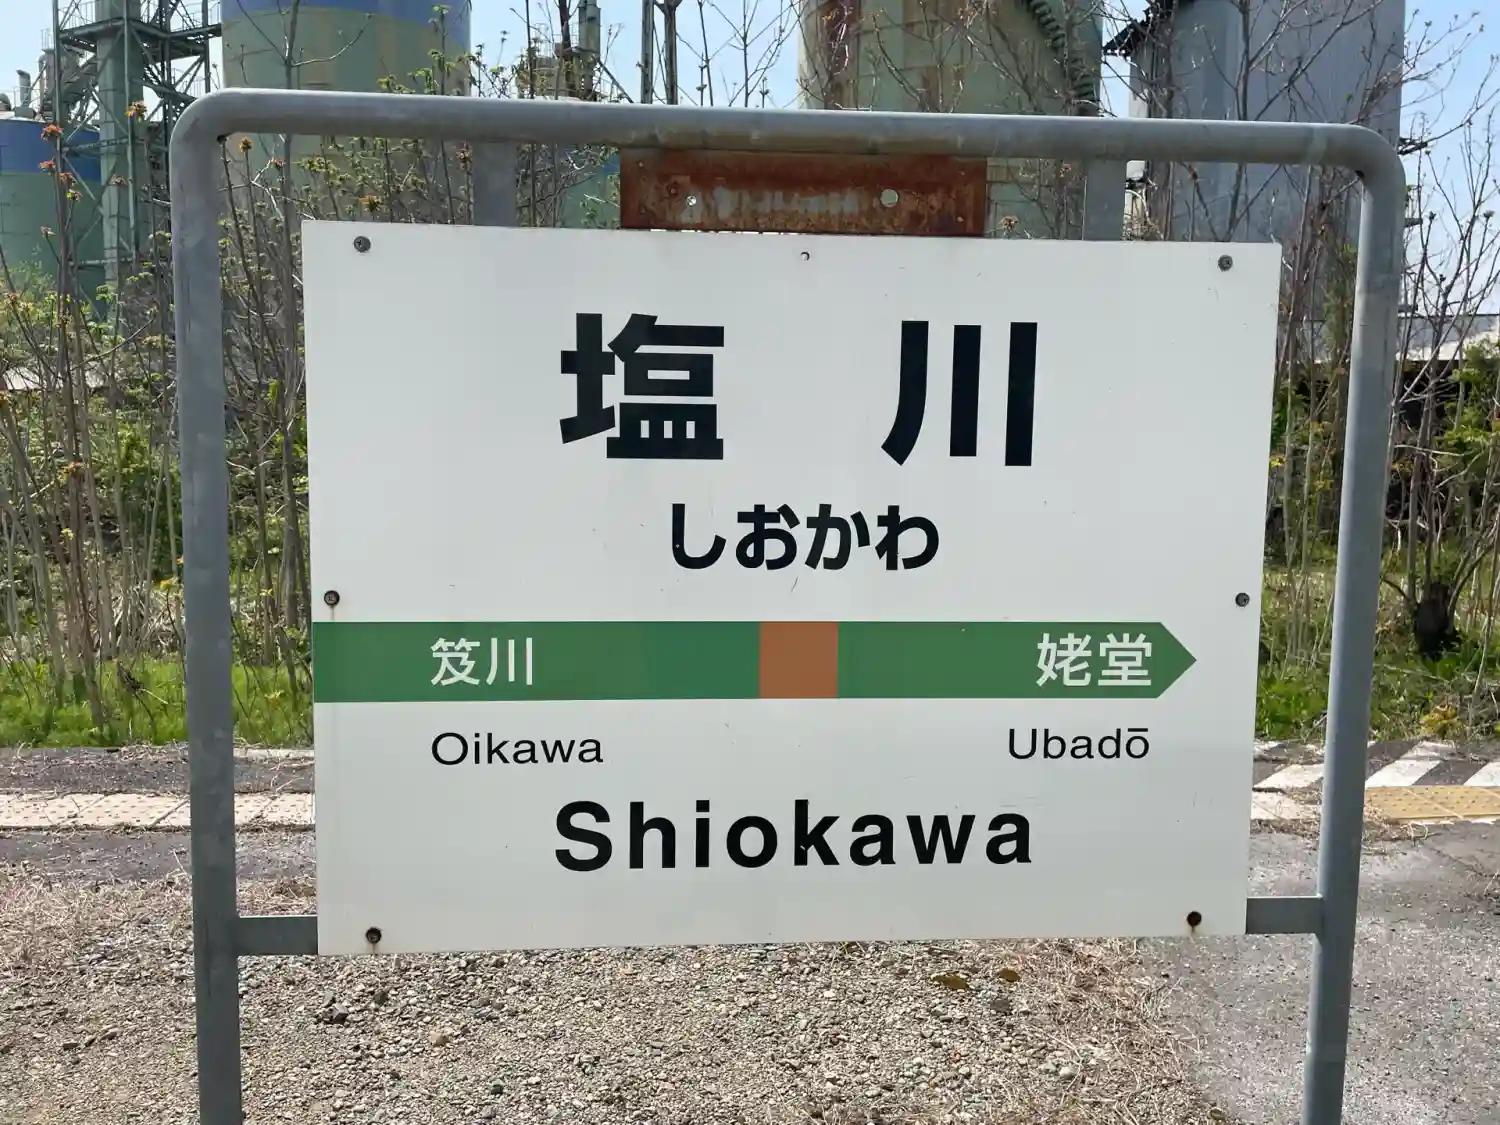 塩川
しおかわ
笈川 姥堂
Oikawa Ubadō
Shiokawa